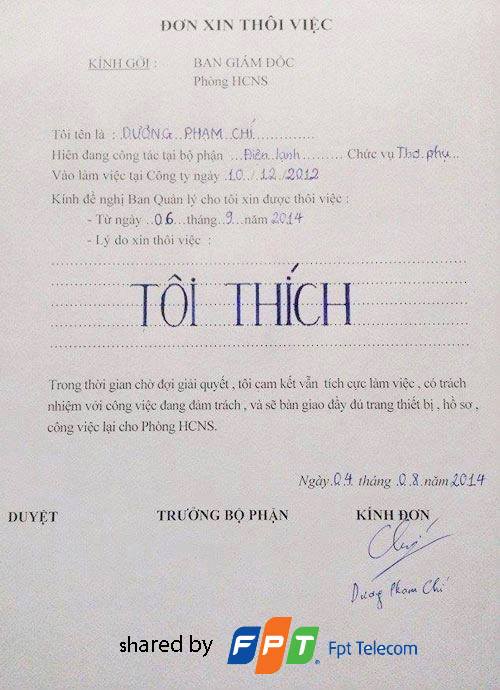 ĐƠN XIN THÔI VIỆC
KÍNH GỞI : BAN GIÁM ĐỐC
Phòng HCNS
Tôi tên là : DƯƠNG PHẠM CHÍ
Hiện đang công tác tại bộ phận ...Điện lạnh... Chức vụ Thợ phụ..
Vào làm việc tại Công ty ngày .10./.12./2012
Kính đề nghị Ban Quản lý cho tôi xin được thôi việc :
- Từ ngày ..06...tháng..9...năm 2014
- Lý do xin thôi việc :
TÔI THÍCH
Trong thời gian chờ đợi giải quyết , tôi cam kết vẫn tích cực làm việc , có trách
nhiệm với công việc đang đảm trách , và sẽ bàn giao đầy đủ trang thiết bị , hồ sơ ,
công việc lại cho Phòng HCNS.
Ngày.04. tháng .08.năm 2014
DUYỆT TRƯỞNG BỘ PHẬN KÍNH ĐƠN
Dương Phạm Chí
shared by FPT Fpt Telecom